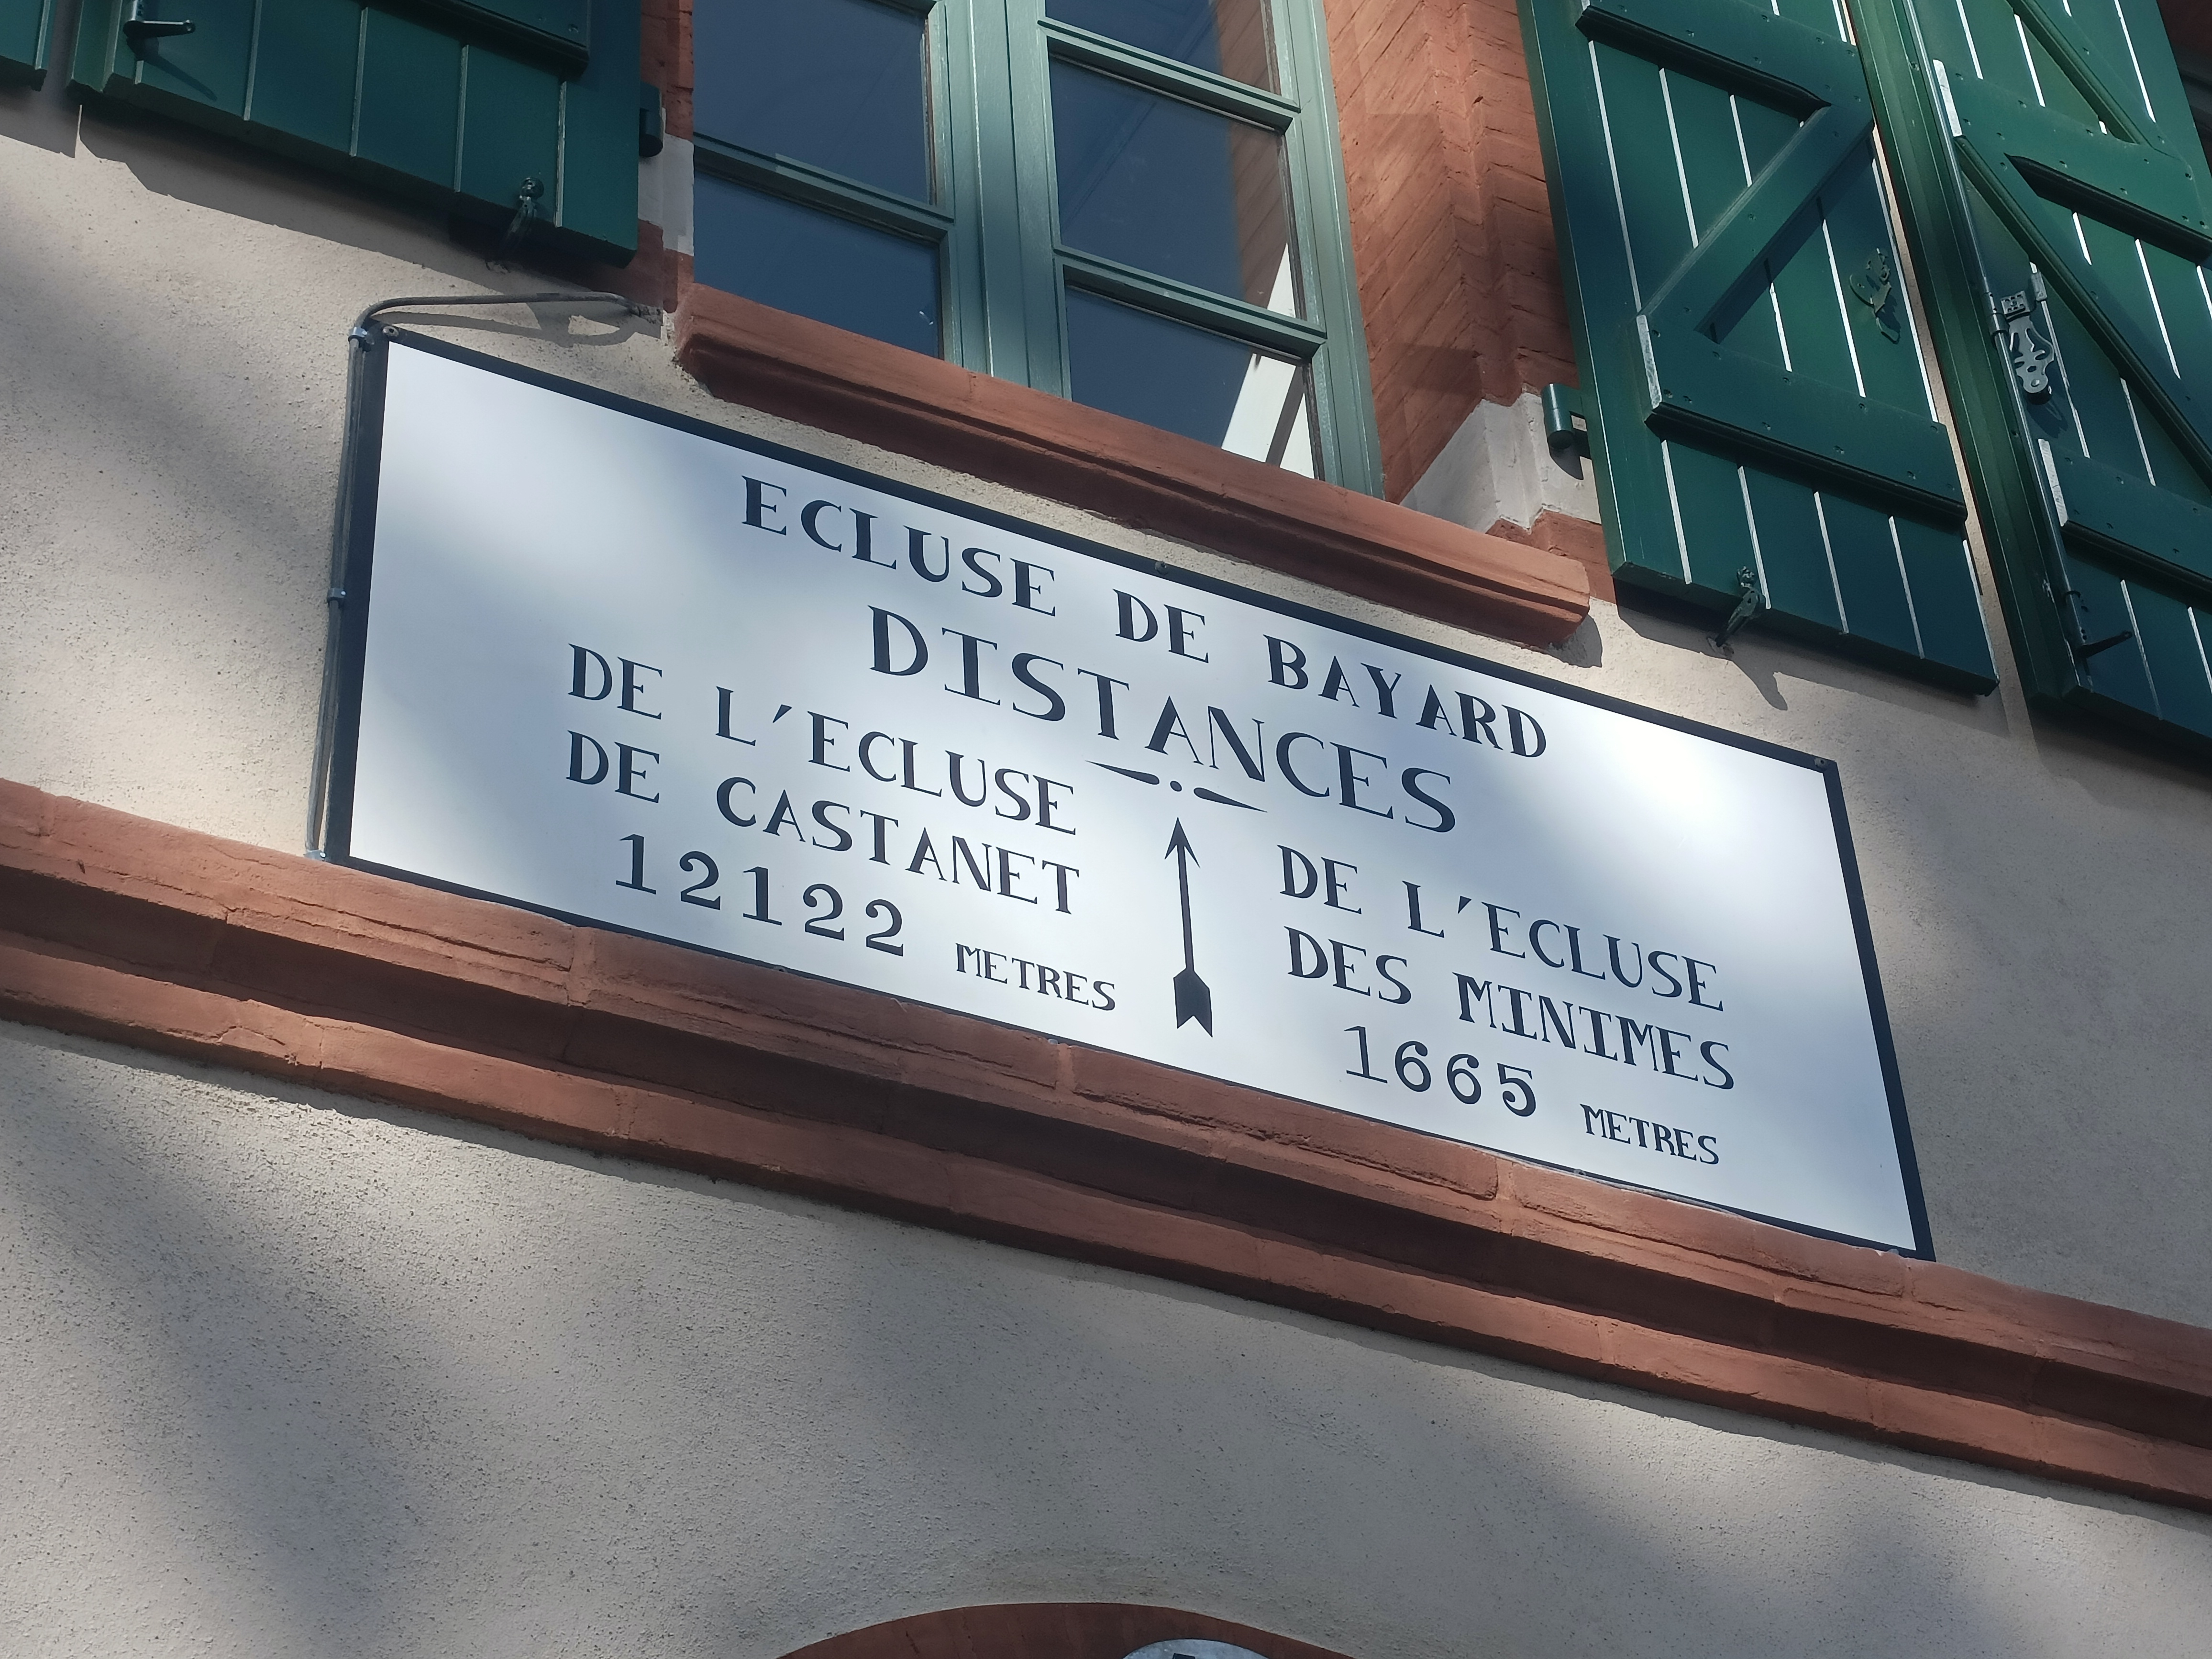 ECLUSE DE BAYARD
DISTANCES
DE L'ECLUSE
DE CASTANET
12122 METRES
DE L'ECLUSE
DES MINIMES
1665 METRES